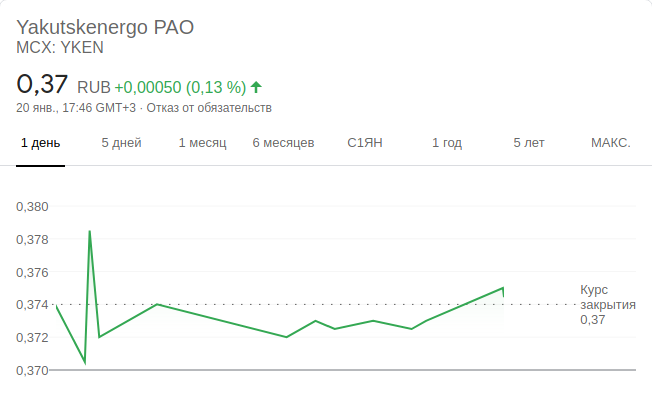 Yakutskenergo PAO
MCX: YKEN
0,37 RUB +0,00050 (0,13 %)
20 янв., 17:46 GMT+3 · Отказ от обязательств
1 день 5 дней 1 месяц 6 месяцев С1ЯН 1 год 5 лет МАКС.
0,380
0,378
0,376
0,374
0,372
0,370
Курс
закрытия
0,37